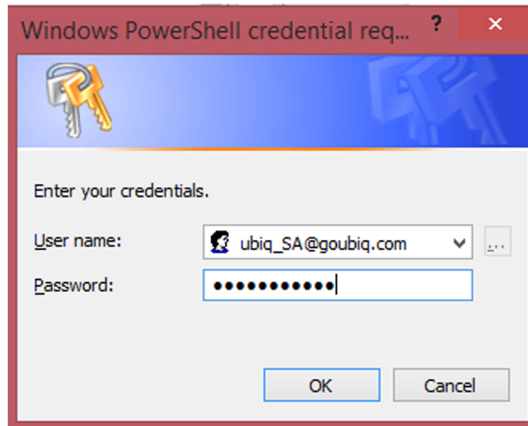 Windows PowerShell credential req... ?
Enter your credentials.
User name: ubiq_SA@goubiq.com ...
Password: •••••••••••
OK Cancel